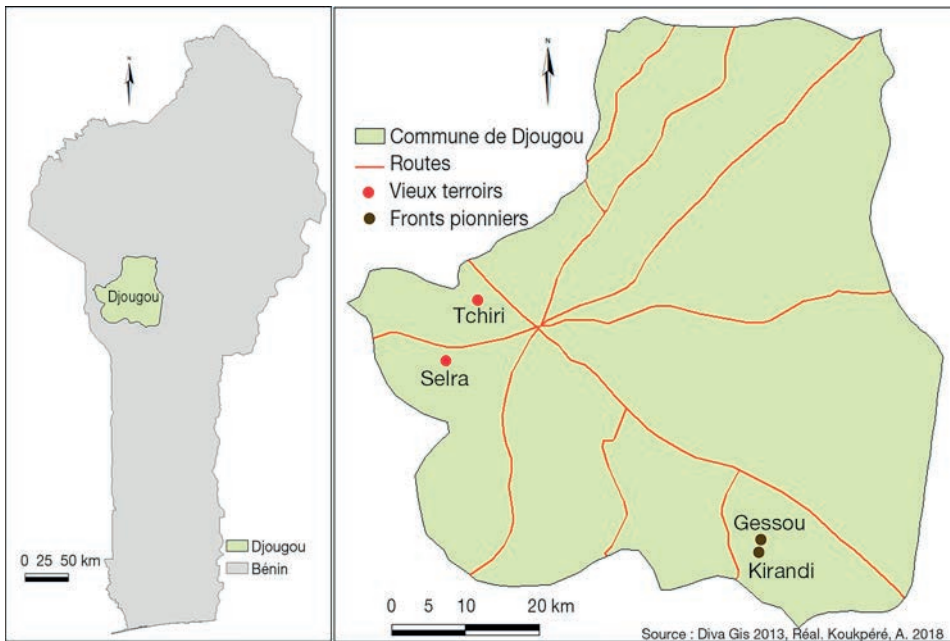 N
Djougou
0 25 50 km
Djougou
Bénin
N
Commune de Djougou
Routes
Vieux terroirs
Fronts pionniers
Tchiri
Selra
Gessou
Kirandi
0 5 10 20 km
Source : Diva Gis 2013, Réal. Koukpéré, A. 2018